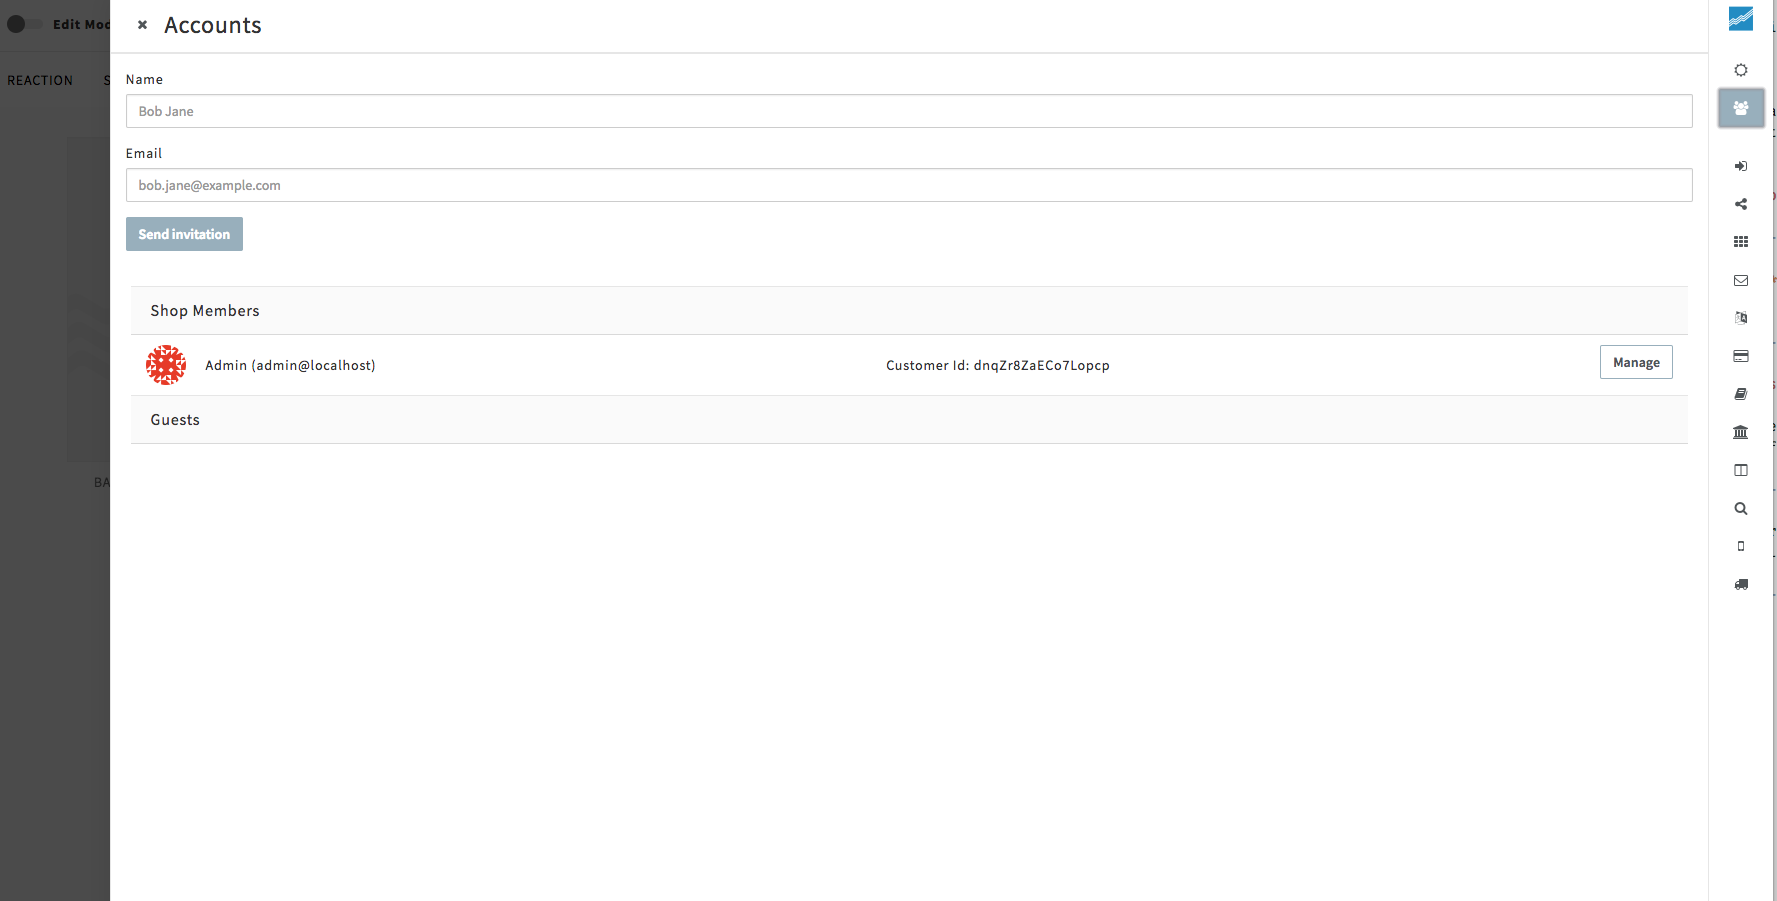 Edit Mod
Accounts
REACTION S
Name
Bob Jane
Email
bob.jane@example.com
Send invitation
Shop Members
Admin (admin@localhost) Customer Id: dnqZr8ZaECo7Lopcp Manage
Guests
BA